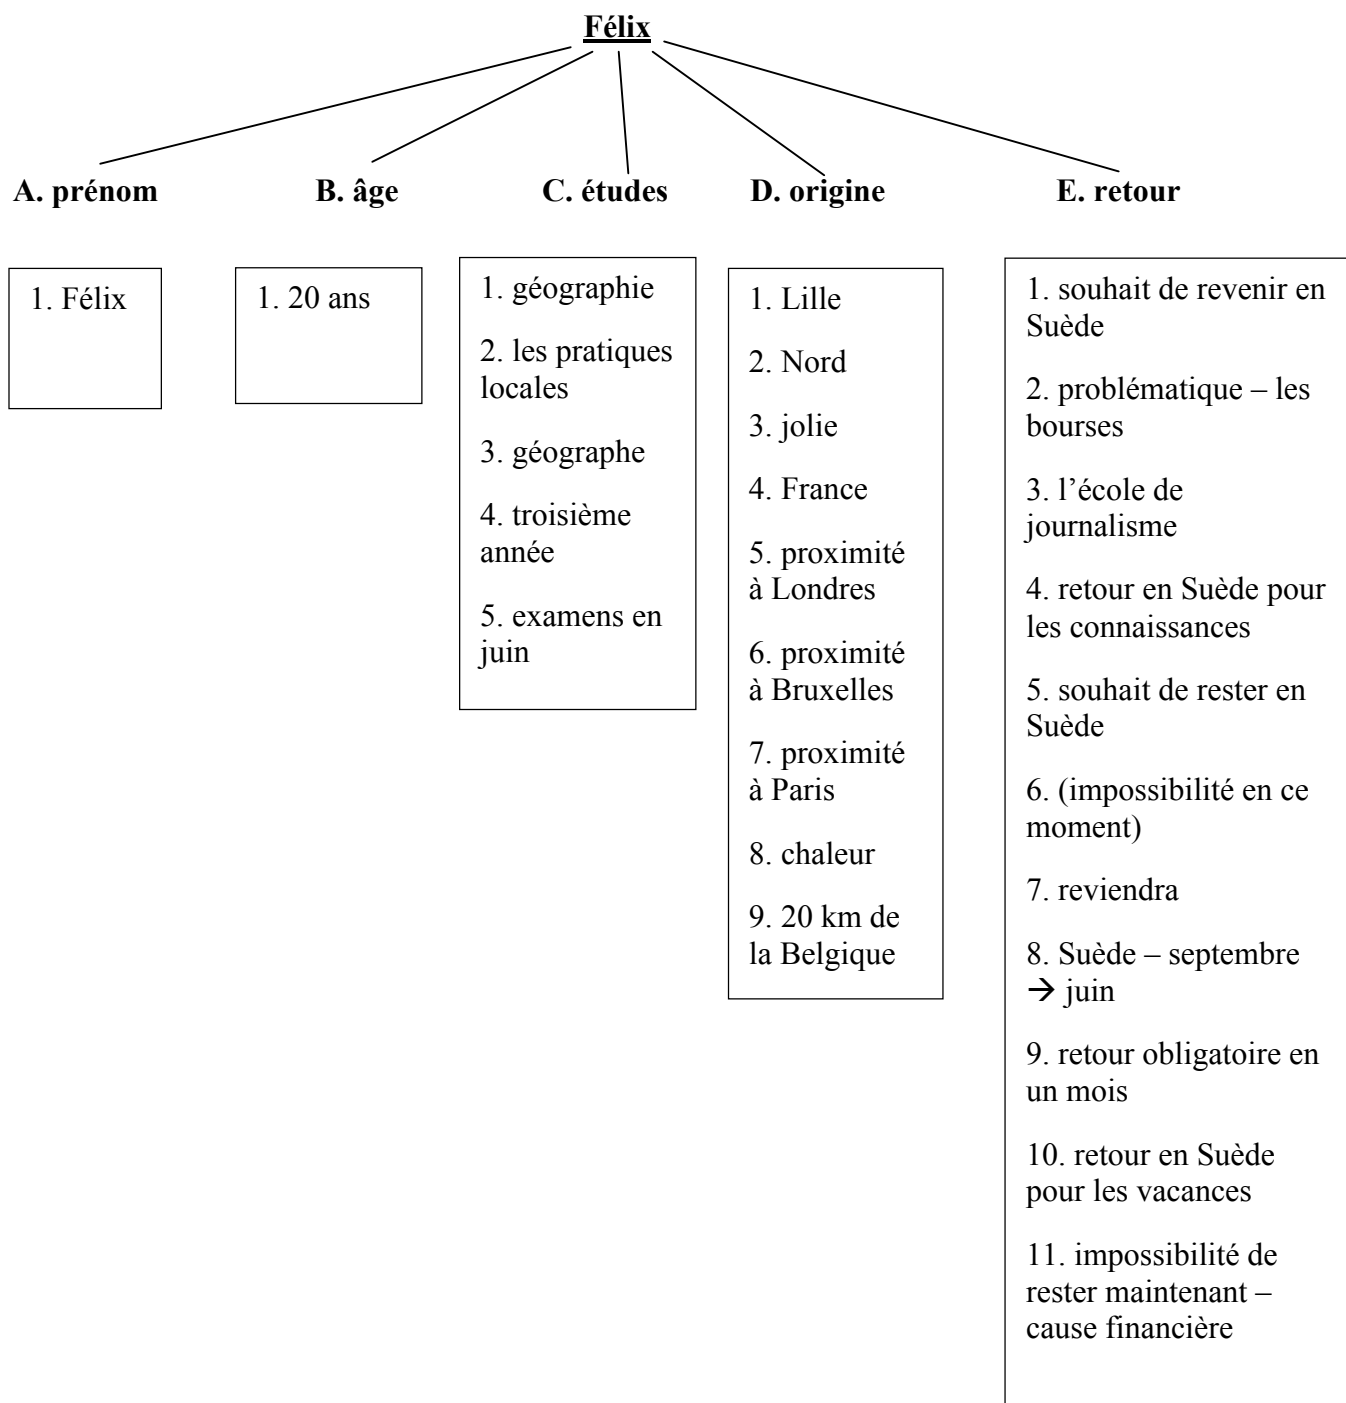 Félix
A. prénom
B. âge
C. études
D. origine
E. retour
1. Félix
1. 20 ans
1. géographie
2. les pratiques
locales
3. géographe
4. troisième
année
5. examens en
juin
1. Lille
2. Nord
3. jolie
4. France
5. proximité
à Londres
6. proximité
à Bruxelles
7. proximité
à Paris
8. chaleur
9. 20 km de
la Belgique
1. souhait de revenir en
Suède
2. problématique – les
bourses
3. l’école de
journalisme
4. retour en Suède pour
les connaissances
5. souhait de rester en
Suède
6. (impossibilité en ce
moment)
7. reviendra
8. Suède – septembre
→ juin
9. retour obligatoire en
un mois
10. retour en Suède
pour les vacances
11. impossibilité de
rester maintenant –
cause financière